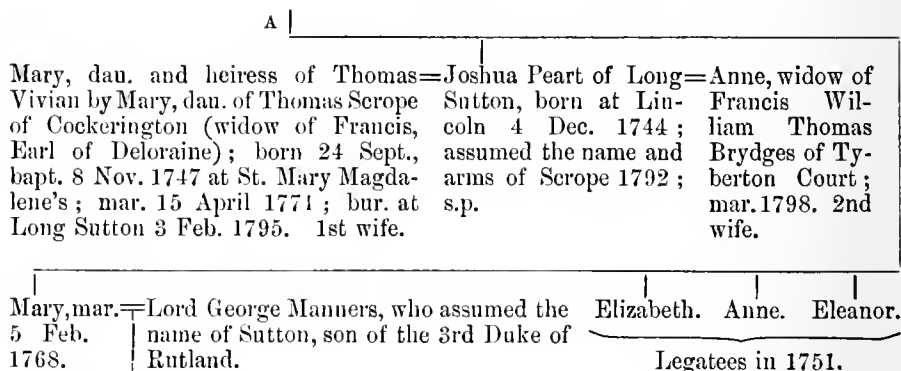 A
Mary, dau. and heiress of Thomas=
Vivian by Mary, dau. of Thomas Scrope
of Cockerington (widow of Francis,
Earl of Deloraine); born 24 Sept.,
bapt. 8 Nov. 1747 at St. Mary Magda-
lene's; mar. 15 April 1771; bur. at
Long Sutton 3 Feb. 1795. 1st wife.
Joshua Peart of Long=
Sutton, born at Lin-
coln 4 Dec. 1744;
assumed the name and
arms of Scrope 1792;
s.p.
Anne, widow of
Francis Wil-
liam Thomas
Brydges of Ty-
berton Court;
mar. 1798. 2nd
wife.
Mary, mar.=
5 Feb.
1768.
Lord George Manners, who assumed the
name of Sutton, son of the 3rd Duke of
Rutland.
Elizabeth. Anne. Eleanor.
Legatees in 1751.